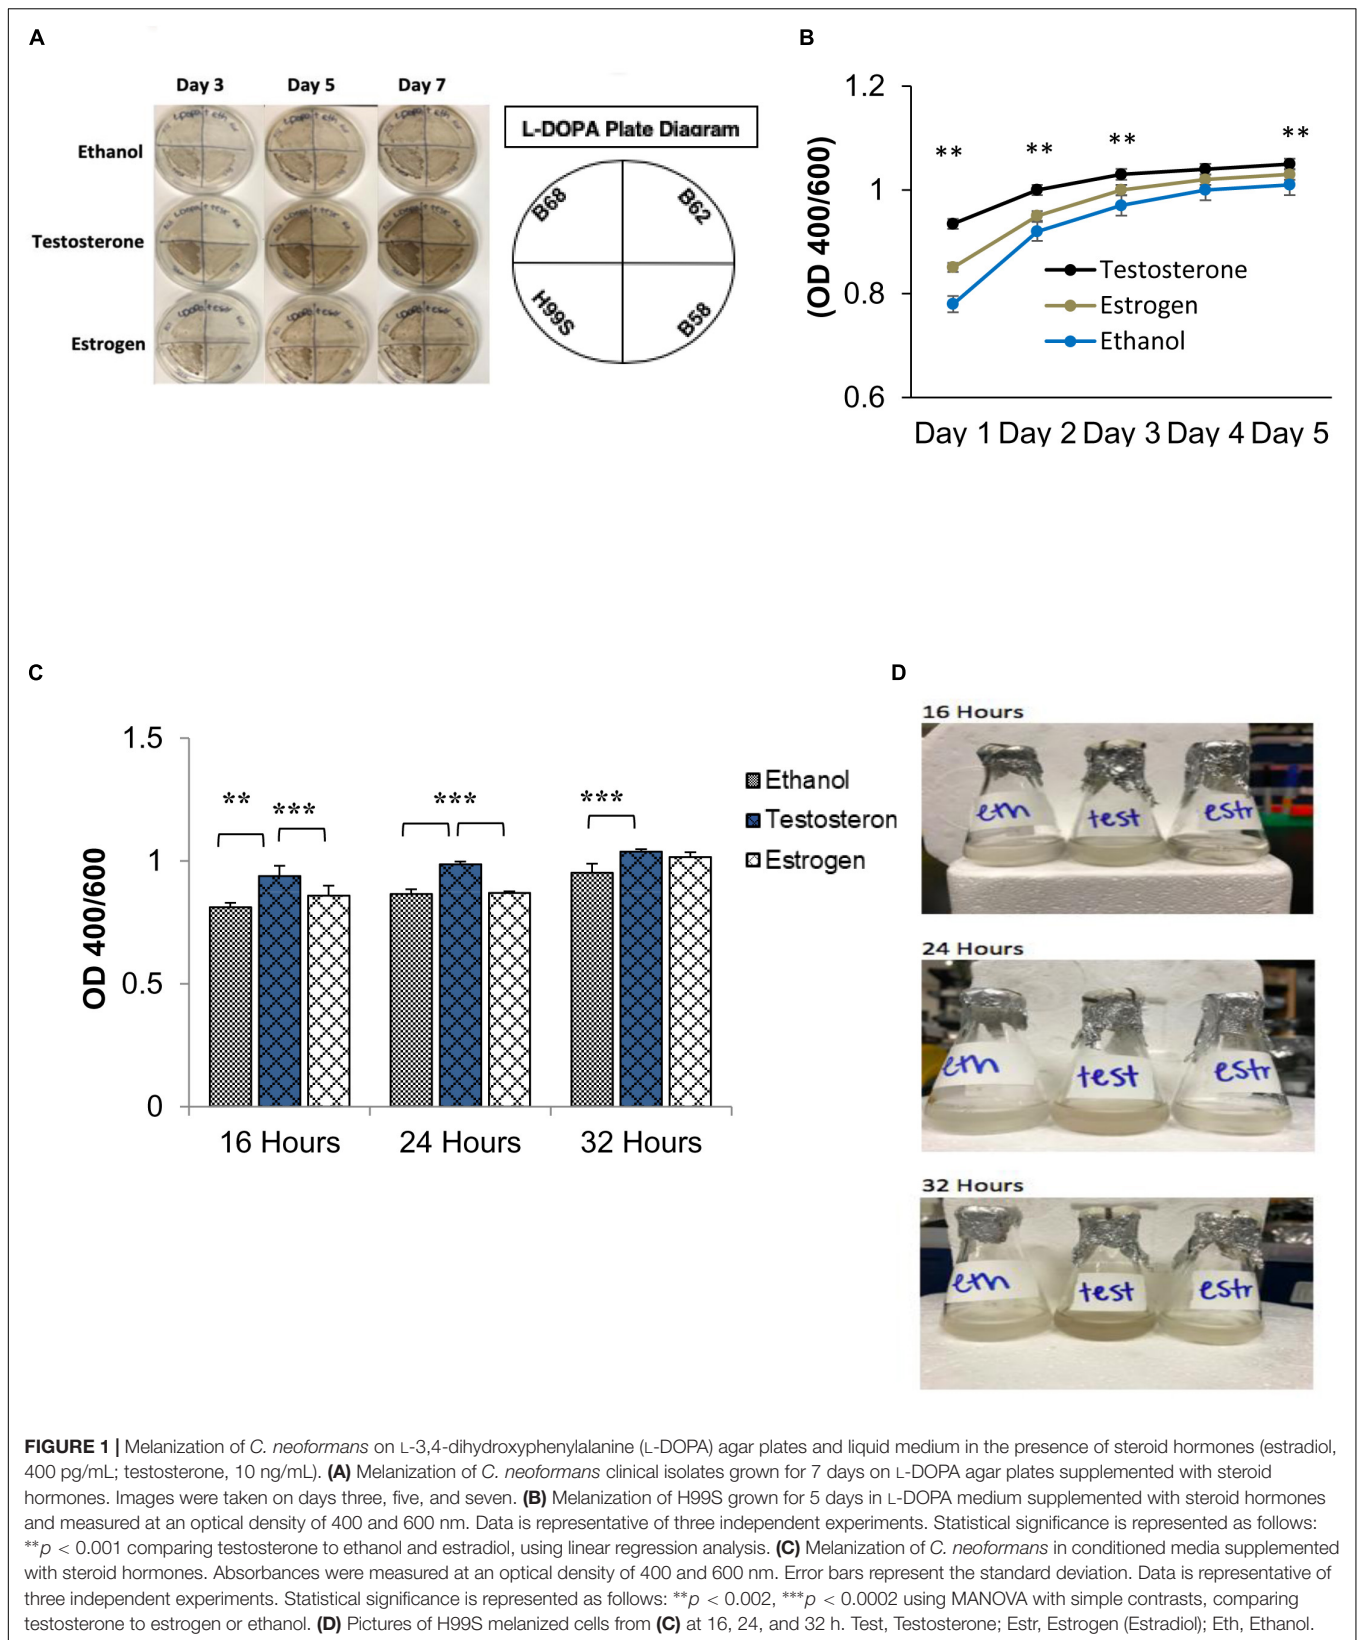 A
Day 3 Day 5 Day 7
Ethanol
Testosterone
Estrogen
L-DOPA Plate Diagram
B68
B62
H99S
B58
B
(OD 400/600)
1.2
1
0.8
0.6
** ** ** **
Testosterone
Estrogen
Ethanol
Day 1 Day 2 Day 3 Day 4 Day 5
C
OD 400/600
1.5
1
0.5
0
** *** *** ***
Ethanol
Testosteron
Estrogen
16 Hours 24 Hours 32 Hours
D
16 Hours
eth test estr
24 Hours
eth test estr
32 Hours
eth test estr
FIGURE 1 | Melanization of C. neoformans on L-3,4-dihydroxyphenylalanine (L-DOPA) agar plates and liquid medium in the presence of steroid hormones (estradiol,
400 pg/mL; testosterone, 10 ng/mL). (A) Melanization of C. neoformans clinical isolates grown for 7 days on L-DOPA agar plates supplemented with steroid
hormones. Images were taken on days three, five, and seven. (B) Melanization of H99S grown for 5 days in L-DOPA medium supplemented with steroid hormones
and measured at an optical density of 400 and 600 nm. Data is representative of three independent experiments. Statistical significance is represented as follows:
**p < 0.001 comparing testosterone to ethanol and estradiol, using linear regression analysis. (C) Melanization of C. neoformans in conditioned media supplemented
with steroid hormones. Absorbances were measured at an optical density of 400 and 600 nm. Error bars represent the standard deviation. Data is representative of
three independent experiments. Statistical significance is represented as follows: **p < 0.002, ***p < 0.0002 using MANOVA with simple contrasts, comparing
testosterone to estrogen or ethanol. (D) Pictures of H99S melanized cells from (C) at 16, 24, and 32 h. Test, Testosterone; Estr, Estrogen (Estradiol); Eth, Ethanol.